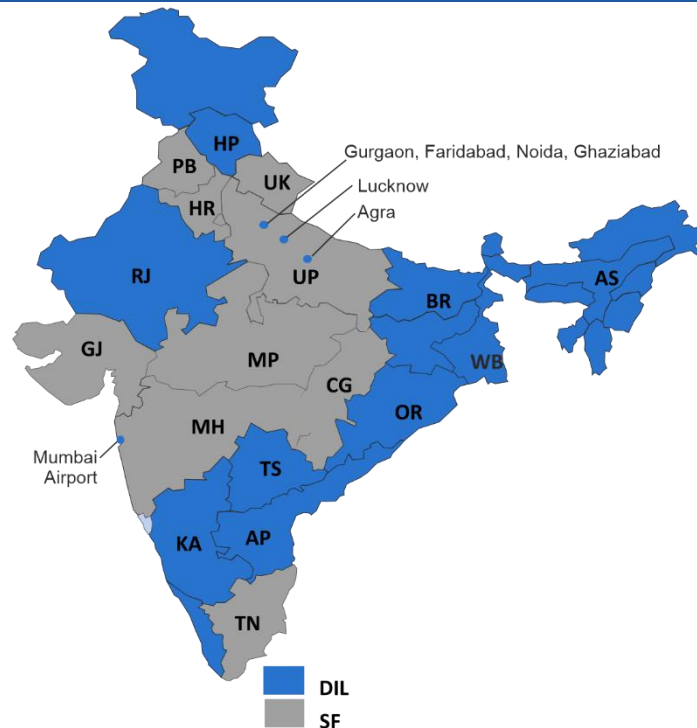 HP
PB
UK
Gurgaon, Faridabad, Noida, Ghaziabad
Lucknow
Agra
HR
RJ
UP
BR
AS
GJ
MP
WB
CG
OR
MH
Mumbai
Airport
TS
KA
AP
TN
DIL
SF